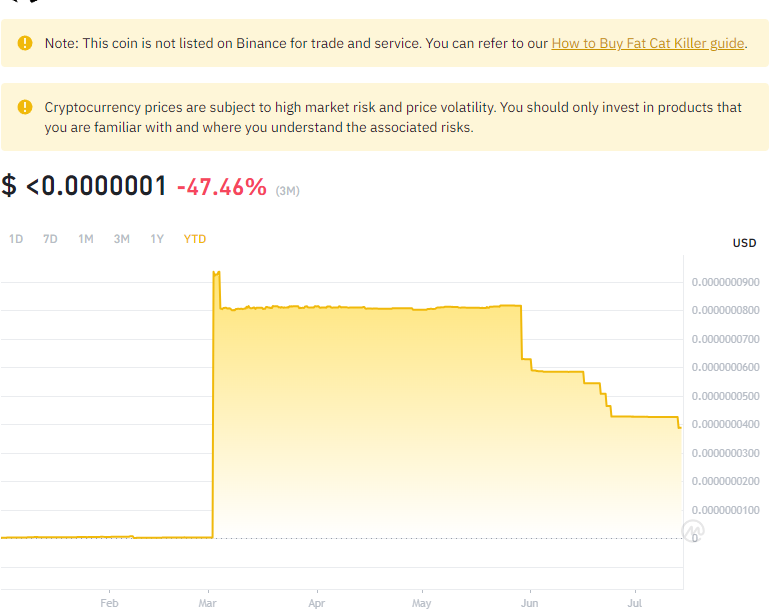 Note: This coin is not listed on Binance for trade and service. You can refer to our How to Buy Fat Cat Killer guide.
Cryptocurrency prices are subject to high market risk and price volatility. You should only invest in products that
you are familiar with and where you understand the associated risks.
$ <0.0000001 -47.46% (3M)
1D 7D 1M 3M 1Y YTD
USD
0.0000000900
0.0000000800
0.0000000700
0.0000000600
0.0000000500
0.0000000400
0.0000000300
0.0000000200
0.0000000100
0
Feb Mar Apr May Jun Jul